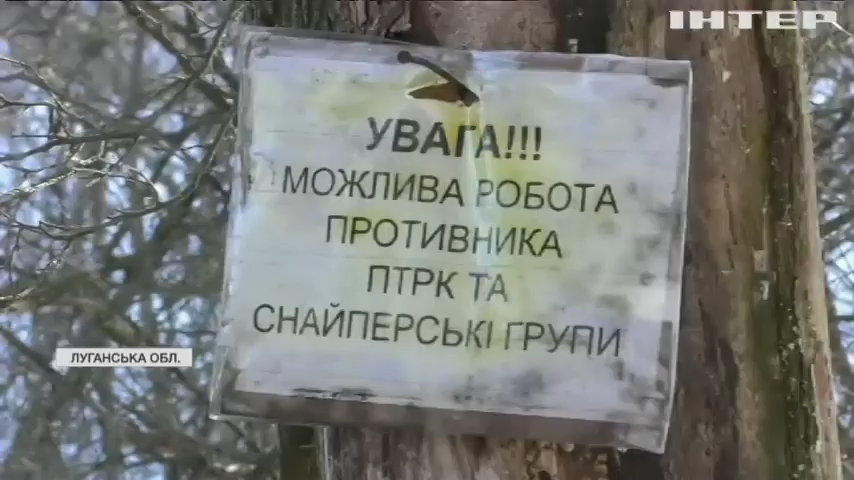 ІНТЕР
УВАГА!!!
МОЖЛИВА РОБОТА
ПРОТИВНИКА
ПТРК ТА
СНАЙПЕРСЬКІ ГРУПИ
ЛУГАНСЬКА ОБЛ.